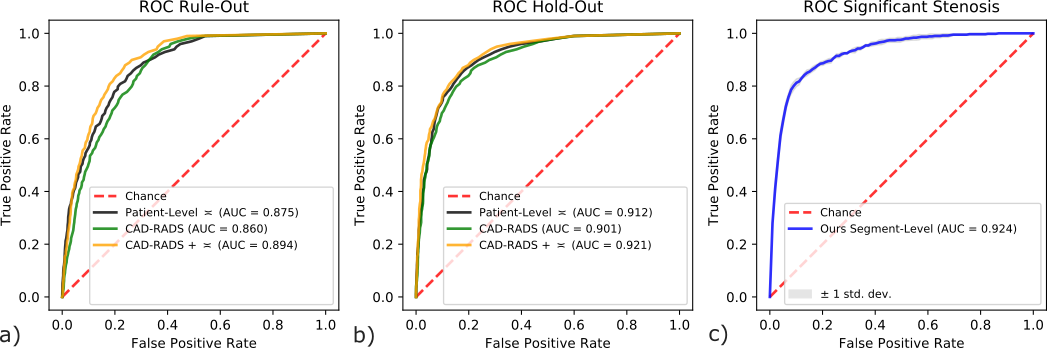 ROC Rule-Out
True Positive Rate
1.0
0.8
0.6
0.4
0.2
0.0
Chance
Patient-Level ≍ (AUC = 0.875)
CAD-RADS (AUC = 0.860)
CAD-RADS + ≍ (AUC = 0.894)
0.0 0.2 0.4 0.6 0.8 1.0
False Positive Rate
a)
ROC Hold-Out
True Positive Rate
1.0
0.8
0.6
0.4
0.2
0.0
Chance
Patient-Level ≍ (AUC = 0.912)
CAD-RADS (AUC = 0.901)
CAD-RADS + ≍ (AUC = 0.921)
0.0 0.2 0.4 0.6 0.8 1.0
False Positive Rate
b)
ROC Significant Stenosis
True Positive Rate
1.0
0.8
0.6
0.4
0.2
0.0
Chance
Ours Segment-Level (AUC = 0.924)
± 1 std. dev.
0.0 0.2 0.4 0.6 0.8 1.0
False Positive Rate
c)